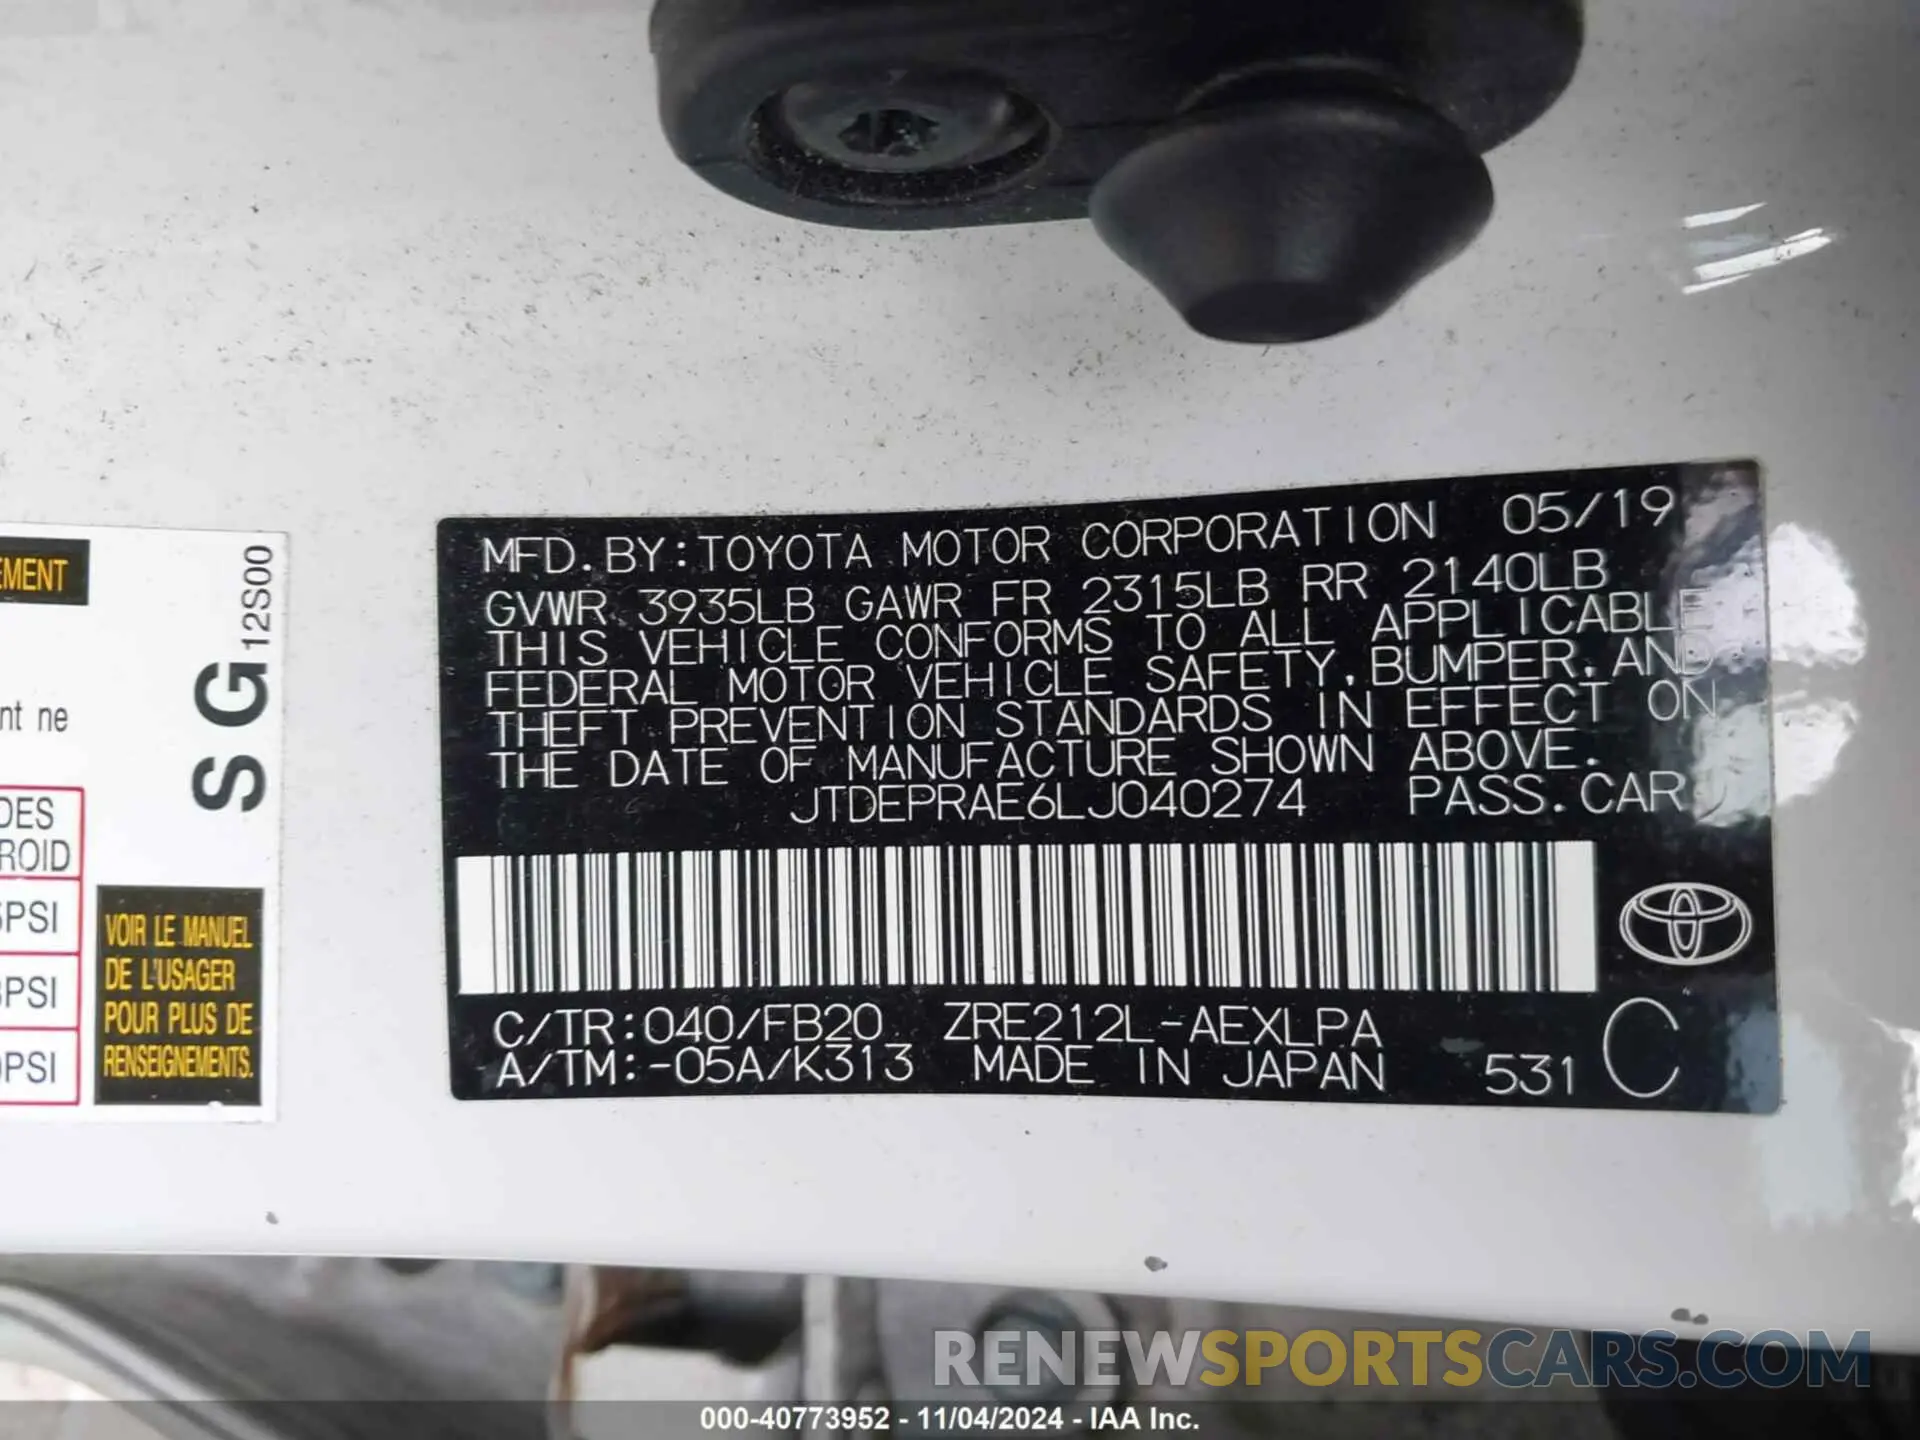 EMENT
nt ne
DES
ROID
PSI
PSI
PSI
SG 12S00
VOIR LE MANUEL
DE L'USAGER
POUR PLUS DE
RENSEIGNEMENTS.
MFD. BY: TOYOTA MOTOR CORPORATION 05/19
GVWR 3935LB GAWR FR 2315LB RR 2140LB
THIS VEHICLE CONFORMS TO ALL APPLICABLE
FEDERAL MOTOR VEHICLE SAFETY, BUMPER, AND
THEFT PREVENTION STANDARDS IN EFFECT ON
THE DATE OF MANUFACTURE SHOWN ABOVE.
JTDEPRAE6LJ040274 PASS. CAR
C/TR:040/FB20 ZRE212L-AEXLPA
A/TM:-05A/K313 MADE IN JAPAN 531 C
RENEWSPORTSCARS.COM
000-40773952 - 11/04/2024 - IAA Inc.